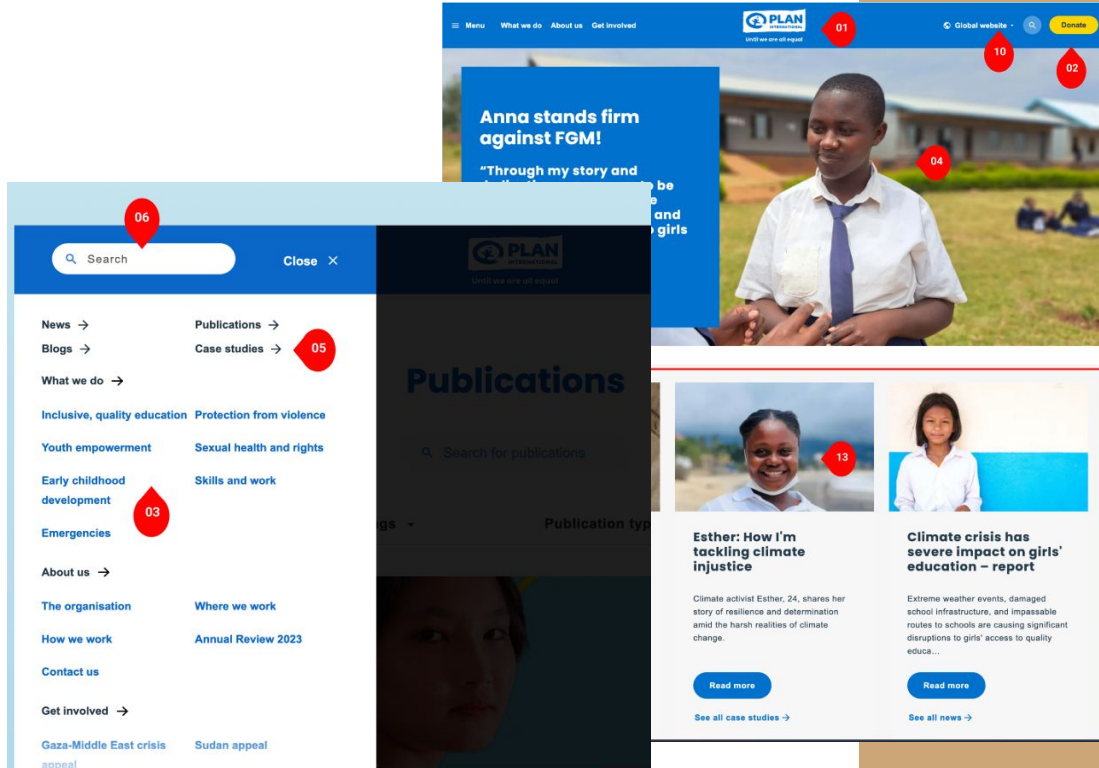 Menu What we do About us Get involved
PLAN
INTERNATIONAL
Until we are all equal
01
Global website
Donate
10
02
Anna stands firm
against FGM!
"Through my story and
be
and
girls
04
06
Search
Close
PLAN
INTERNATIONAL
Until we are all equal
News → Publications →
Blogs → Case studies →
05
What we do →
Inclusive, quality education Protection from violence
Youth empowerment Sexual health and rights
Early childhood Skills and work
development
03
Emergencies
About us →
The organisation Where we work
How we work Annual Review 2023
Contact us
Get involved →
Gaza-Middle East crisis Sudan appeal
appeal
Publications
Search for publications
Publication
13
Esther: How I'm
tackling climate
injustice
Climate activist Esther, 24, shares her
story of resilience and determination
amid the harsh realities of climate
change.
Read more
See all case studies →
Climate crisis has
severe impact on girls'
education – report
Extreme weather events, damaged
school infrastructure, and impassable
routes to schools are causing significant
disruptions to girls' access to quality
educa...
Read more
See all news →